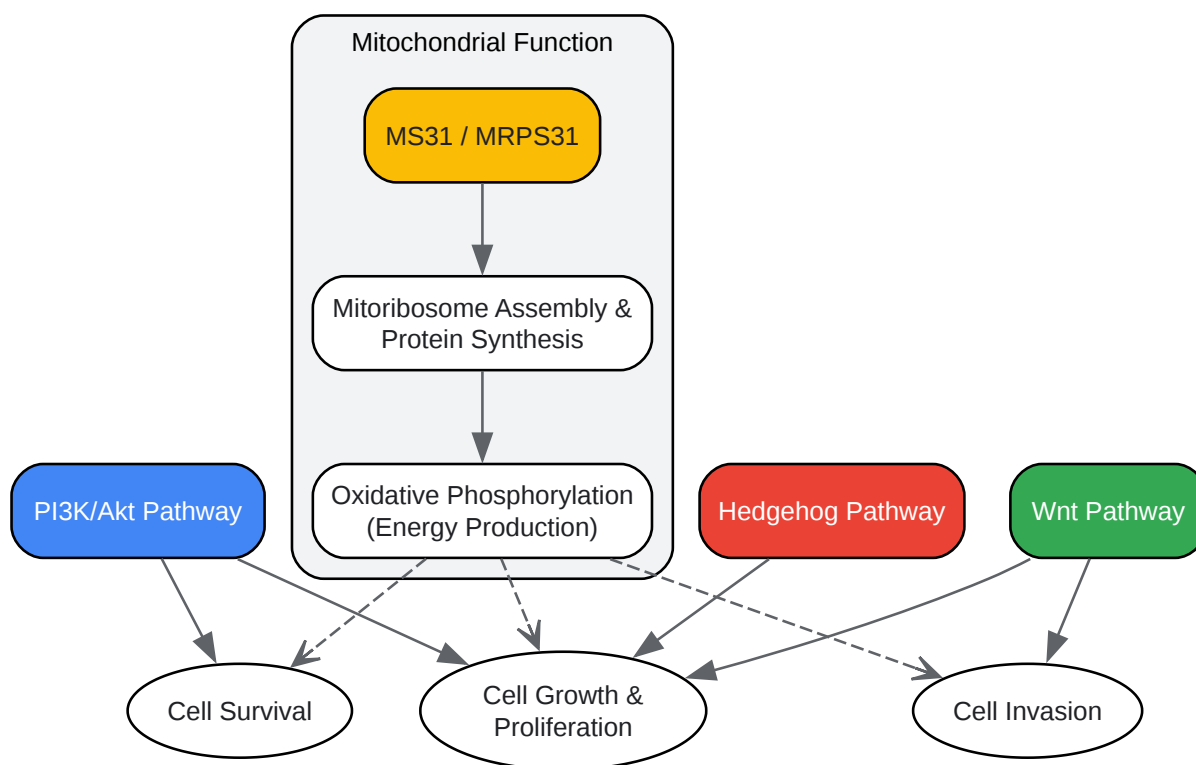 Mitochondrial Function
MS31 / MRPS31
Mitoribosome Assembly &
Protein Synthesis
PI3K/Akt Pathway
Oxidative Phosphorylation
(Energy Production)
Hedgehog Pathway
Wnt Pathway
Cell Survival
Cell Growth &
Proliferation
Cell Invasion